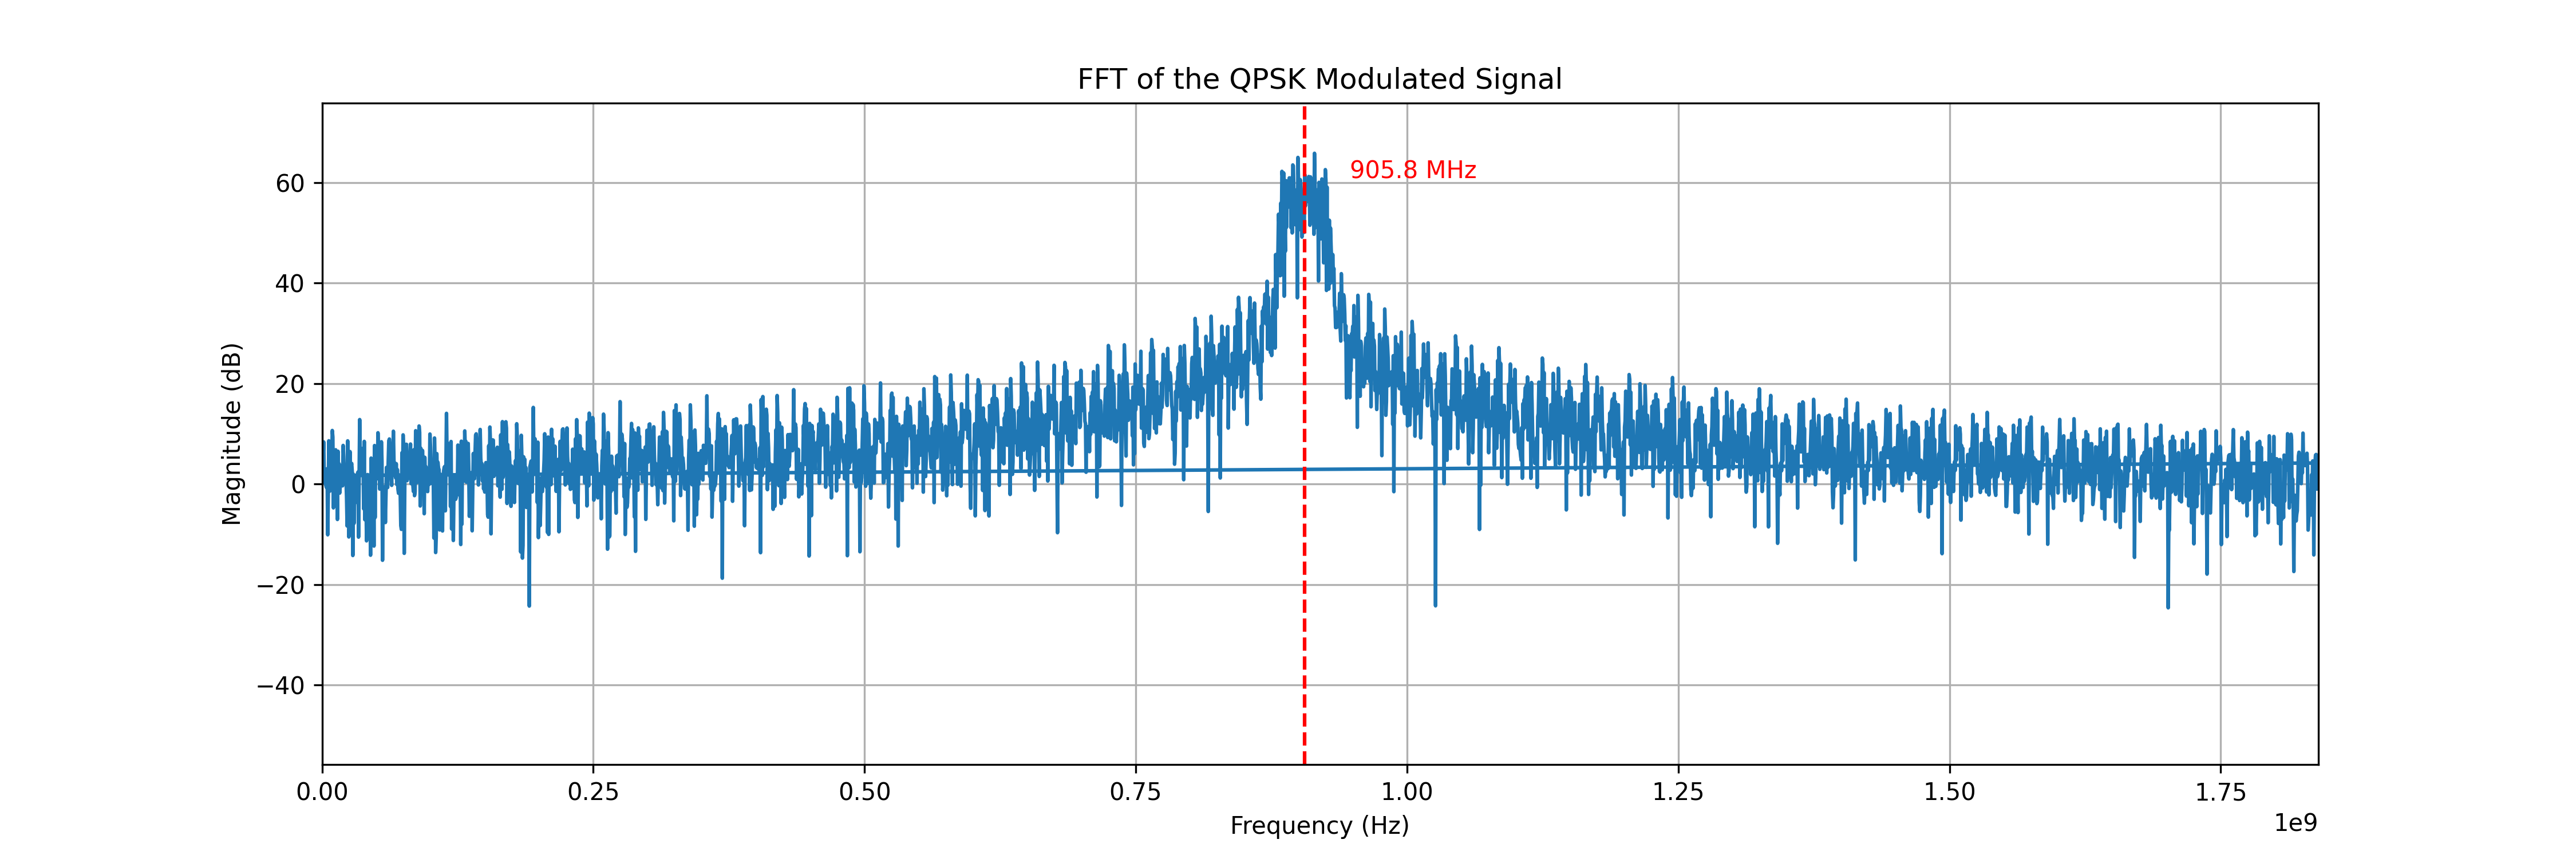 FFT of the QPSK Modulated Signal
905.8 MHz
Magnitude (dB)
60
40
20
0
−20
−40
0.00 0.25 0.50 0.75 1.00 1.25 1.50 1.75
1e9
Frequency (Hz)